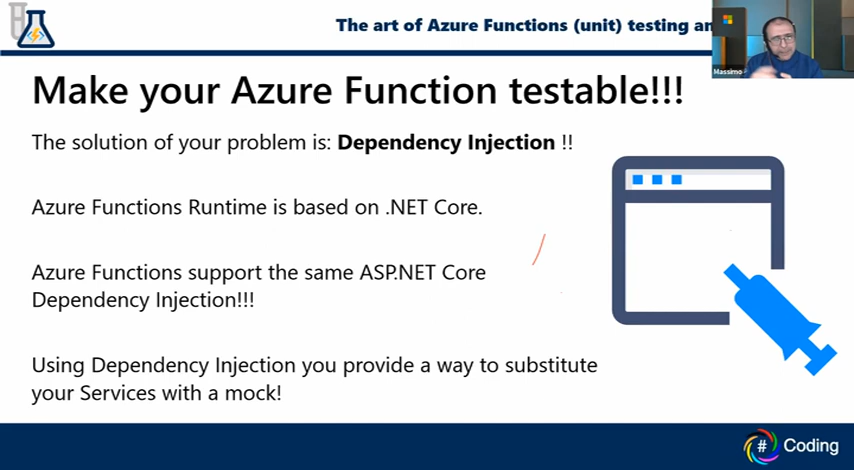 The art of Azure Functions (unit) testing an
Massimo
Make your Azure Function testable!!!
The solution of your problem is: Dependency Injection !!
Azure Functions Runtime is based on .NET Core.
Azure Functions support the same ASP.NET Core
Dependency Injection!!!
Using Dependency Injection you provide a way to substitute
your Services with a mock!
# Coding